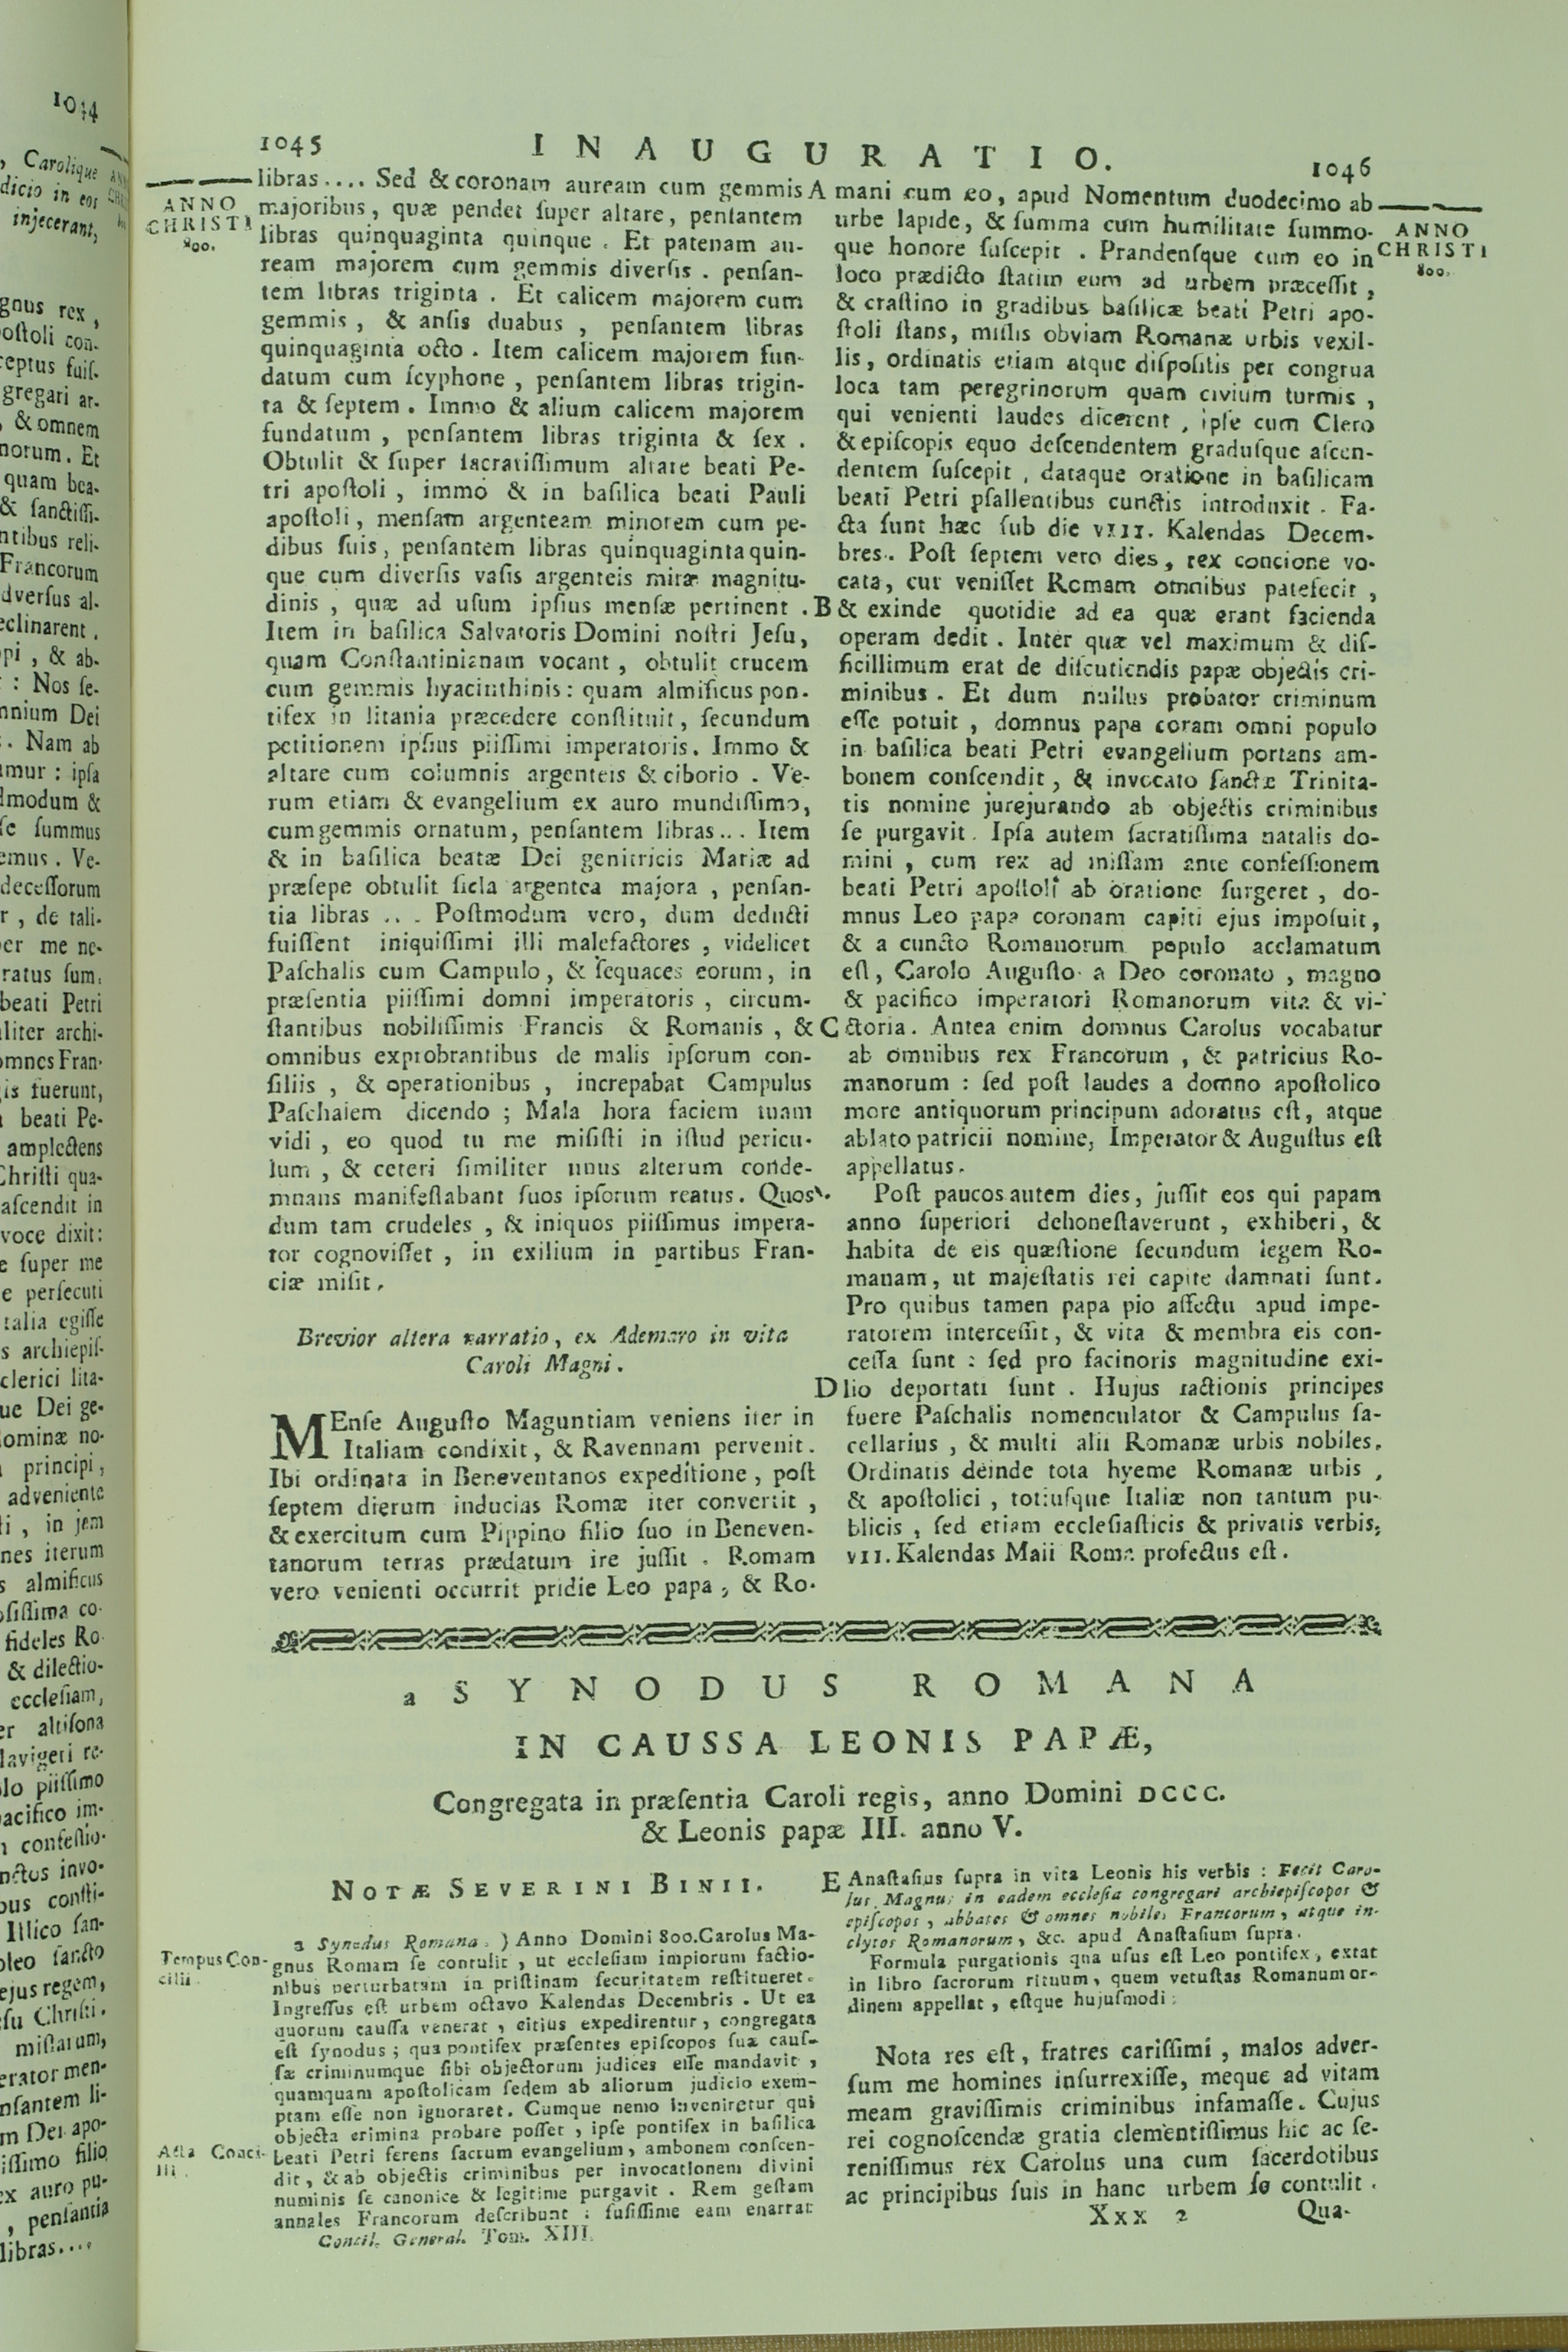 1045
INAUGURATIO.
1046
ANNO
CHRISTI
800.
libras.... Sed & coronam auream cum gemmis
majoribus, quæ pendet ſuper altare, penſantem
libras quinquaginta quinque. Et patenam au-
ream majorem cum gemmis diverſis. penſan-
tem libras triginta. Et calicem majorem cum
gemmis, & anſis duabus, penſantem libras
quinquaginta octo. Item calicem majorem fun-
datum cum ſcyphone, penſantem libras trigin-
ta & ſeptem. Immo & alium calicem majorem
fundatum, penſantem libras triginta & ſex.
Obtulit & ſuper ſacratiſſimum altare beati Pe-
tri apoſtoli, immo & in baſilica beati Pauli
apoſtoli, menſam argenteam minorem cum pe-
dibus ſuis, penſantem libras quinquaginta quin-
que cum diverſis vaſis argenteis miræ magnitu-
dinis, quæ ad uſum ipſius menſæ pertinent.
Item in baſilica Salvatoris Domini noſtri Jeſu,
quam Conſtantinianam vocant, obtulit crucem
cum gemmis hyacinthinis: quam almificus pon-
tifex in litania præcedere conſtituit, ſecundum
petitionem ipſius piiſſimi imperatoris. Immo &
altare cum columnis argenteis & ciborio. Ve-
rum etiam & evangelium ex auro mundiſſimo,
cum gemmis ornatum, penſantem libras... Item
& in baſilica beatæ Dei genitricis Mariæ ad
præſepe obtulit ſicla argentea majora, penſan-
tia libras ... Poſtmodum vero, dum deducti
fuiſſent iniquiſſimi illi malefactores, videlicet
Paſchalis cum Campulo, & ſequaces eorum, in
præſentia piiſſimi domni imperatoris, circum-
ſtantibus nobiliſſimis Francis & Romanis, &
omnibus exprobrantibus de malis ipſorum con-
ſiliis, & operationibus, increpabat Campulus
Paſchalem dicendo; Mala hora faciem tuam
vidi, eo quod tu me miſiſti in iſtud pericu-
lum, & ceteri ſimiliter unus alterum conde-
mnans manifeſtabant ſuos ipſorum reatus. Quos
dum tam crudeles, & iniquos piiſſimus impera-
tor cognoviſſet, in exilium in partibus Fran-
ciæ miſit.
Brevior altera narratio, ex Ademaro in vita
Caroli Magni.
MEnſe Auguſto Maguntiam veniens iter in
Italiam condixit, & Ravennam pervenit.
Ibi ordinata in Beneventanos expeditione, poſt
ſeptem dierum inducias Romæ iter convertit,
& exercitum cum Pippino filio ſuo in Beneven-
tanorum terras prædatum ire juſſit. Romam
vero venienti occurrit pridie Leo papa, & Ro-
A
B
C
D
mani cum eo, apud Nomentum duodecimo ab
urbe lapide, & ſumma cum humilitate ſummo-
que honore ſuſcepit. Prandenſque cum eo in
loco prædicto ſtatim eum ad urbem præceſſit,
& craſtino in gradibus baſilicæ beati Petri apo-
ſtoli ſtans, miſſis obviam Romanæ urbis vexil-
lis, ordinatis etiam atque diſpoſitis per congrua
loca tam peregrinorum quam civium turmis,
qui venienti laudes dicerent, ipſe cum Clero
& epiſcopis equo deſcendentem graduſque aſcen-
dentem ſuſcepit, dataque oratione in baſilicam
beati Petri pſallentibus cunctis introduxit. Fa-
cta ſunt hæc ſub die VIII. Kalendas Decem-
bres. Poſt ſeptem vero dies, rex concione vo-
cata, cur veniſſet Romam omnibus patefecit,
& exinde quotidie ad ea quæ erant facienda
operam dedit. Inter quæ vel maximum & dif-
ficillimum erat de diſcutiendis papæ objectis cri-
minibus. Et dum nullus probator criminum
eſſe potuit, domnus papa coram omni populo
in baſilica beati Petri evangelium portans am-
bonem conſcendit, & invocato ſanctæ Trinita-
tis nomine jurejurando ab objectis criminibus
ſe purgavit. Ipſa autem ſacratiſſima natalis do-
mini, cum rex ad miſſam ante confeſſionem
beati Petri apoſtoli ab oratione ſurgeret, do-
mnus Leo papa coronam capiti ejus impoſuit,
& a cuncto Romanorum populo acclamatum
eſt, Carolo Auguſto a Deo coronato, magno
& pacifico imperatori Romanorum vita & vi-
ctoria. Antea enim domnus Carolus vocabatur
ab omnibus rex Francorum, & patricius Ro-
manorum: ſed poſt laudes a domno apoſtolico
more antiquorum principum adoratus eſt, atque
ablato patricii nomine, Imperator & Auguſtus eſt
appellatus.
Poſt paucos autem dies, juſſit eos qui papam
anno ſuperiori dehoneſtaverunt, exhiberi, &
habita de eis quæſtione ſecundum legem Ro-
manam, ut majeſtatis rei capite damnati ſunt.
Pro quibus tamen papa pio affectu apud impe-
ratorem interceſſit, & vita & membra eis con-
ceſſa ſunt: ſed pro facinoris magnitudine exi-
lio deportati ſunt. Hujus factionis principes
fuere Paſchalis nomenculator & Campulus ſa-
cellarius, & multi alii Romanæ urbis nobiles.
Ordinatis deinde tota hyeme Romanæ urbis,
& apoſtolici, totiuſque Italiæ non tantum pu-
blicis, ſed etiam eccleſiaſticis & privatis verbis,
VII. Kalendas Maii Roma profectus eſt.
ANNO
CHRISTI
800.
a SYNODUS ROMANA
IN CAUSSA LEONIS PAPÆ,
Congregata in præſentia Caroli regis, anno Domini DCCC.
& Leonis papæ III. anno V.
NOTÆ SEVERINI BINII.
Tempus Con-
cilii.
a Synodus Romana. ) Anno Domini 800. Carolus Ma-
gnus Romam ſe contulit, ut eccleſiam impiorum factio-
nibus perturbatam in priſtinam ſecuritatem reſtitueret.
Ingreſſus eſt urbem octavo Kalendas Decembris. Ut ea
quorum cauſſa venerat, citius expedirentur, congregata
eſt ſynodus; qua pontifex præſentes epiſcopos ſuæ cauſ-
ſæ criminumque ſibi objectorum judices eſſe mandavit,
quamquam apoſtolicam ſedem ab aliorum judicio exem-
ptam eſſe non ignoraret. Cumque nemo inveniretur qui
objecta crimina probare poſſet, ipſe pontifex in baſilica
Acta Conci-
lii.
beati Petri ferens ſacrum evangelium, ambonem conſcen-
dit, & ab objectis criminibus per invocationem divini
numinis ſe canonice & legitime purgavit. Rem geſtam
annales Francorum deſcribunt: fuſiſſime eam enarrat
Concil. General. Tom. XIII.
E
Anaſtaſius ſupra in vita Leonis his verbis: Fecit Caro-
lus Magnus in eadem eccleſia congregari archiepiſcopos &
epiſcopos, abbates & omnes nobiles Francorum, atque in-
clytos Romanorum, &c. apud Anaſtaſium ſupra.
Formula purgationis qua uſus eſt Leo pontifex, extat
in libro ſacrorum rituum, quem vetuſtas Romanum or-
dinem appellat, eſtque hujuſmodi:
Nota res eſt, fratres cariſſimi, malos adver-
ſum me homines inſurrexiſſe, meque ad vitam
meam graviſſimis criminibus infamaſſe. Cujus
rei cognoſcendæ gratia clementiſſimus hic ac ſe-
reniſſimus rex Carolus una cum ſacerdotibus
ac principibus ſuis in hanc urbem ſe contulit.
Xxx 2
Qua-